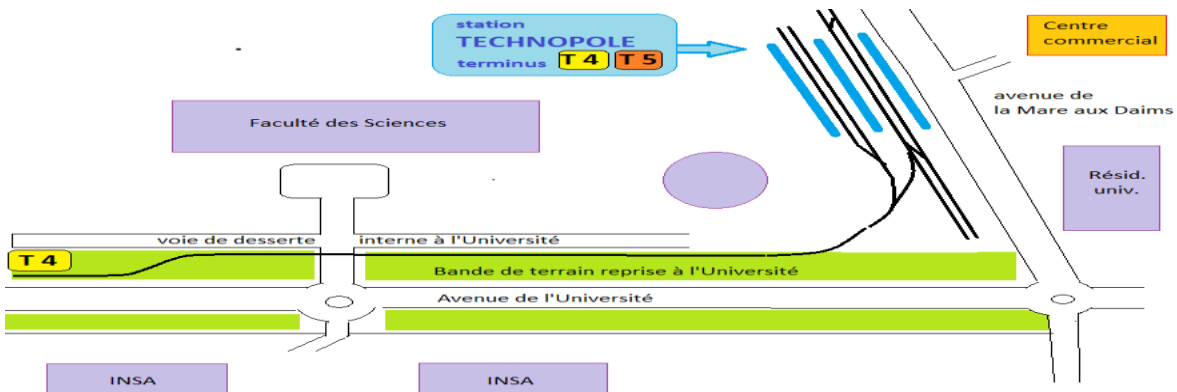 station
TECHNOPOLE
terminus T 4 T 5
Centre
commercial
avenue de
la Mare aux Daims
Faculté des Sciences
Résid.
univ.
voie de desserte interne à l'Université
T 4
Bande de terrain reprise à l'Université
Avenue de l'Université
INSA
INSA